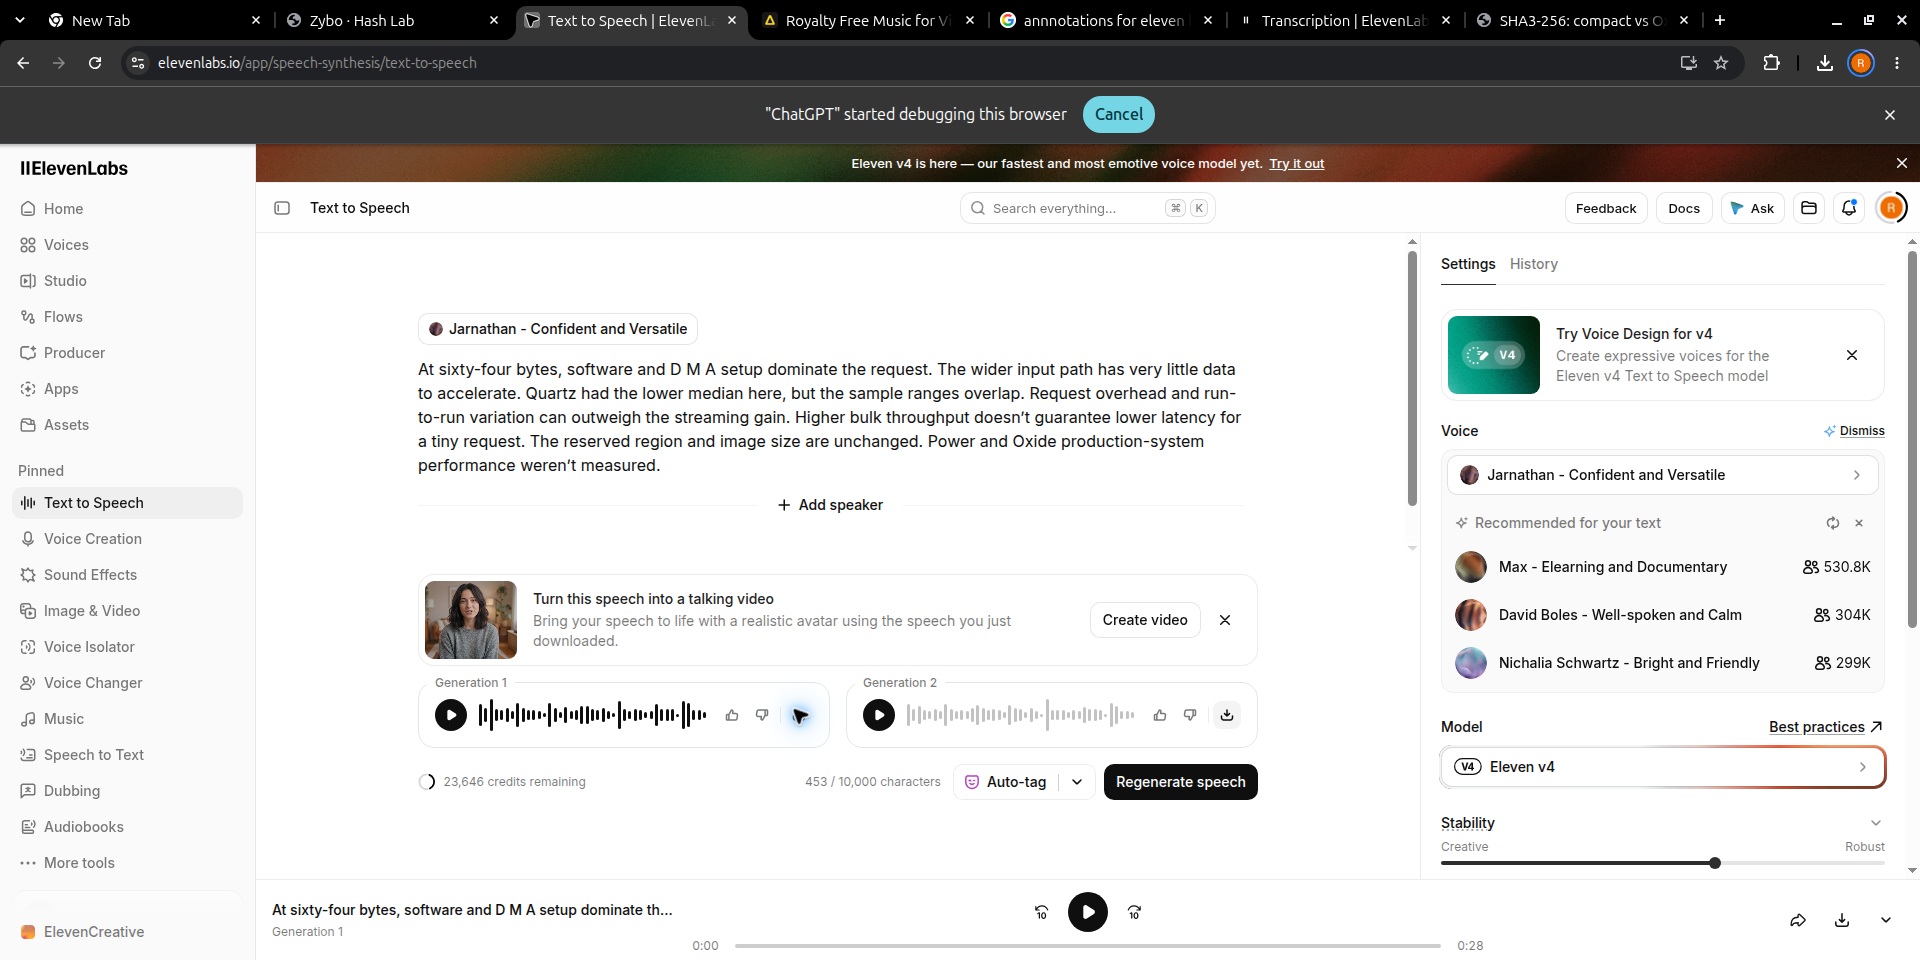 New Tab
Zybo · Hash Lab
Text to Speech | ElevenLa
Royalty Free Music for Vi
annnotations for eleven
Transcription | ElevenLab
SHA3-256: compact vs O
elevenlabs.io/app/speech-synthesis/text-to-speech
R
"ChatGPT" started debugging this browser
Cancel
IIElevenLabs
Eleven v4 is here — our fastest and most emotive voice model yet. Try it out
Text to Speech
Search everything...
⌘ K
Feedback
Docs
Ask
R
Home
Voices
Studio
Flows
Producer
Apps
Assets
Pinned
Text to Speech
Voice Creation
Sound Effects
Image & Video
Voice Isolator
Voice Changer
Music
Speech to Text
Dubbing
Audiobooks
More tools
ElevenCreative
Jarnathan - Confident and Versatile
At sixty-four bytes, software and D M A setup dominate the request. The wider input path has very little data
to accelerate. Quartz had the lower median here, but the sample ranges overlap. Request overhead and run-
to-run variation can outweigh the streaming gain. Higher bulk throughput doesn’t guarantee lower latency for
a tiny request. The reserved region and image size are unchanged. Power and Oxide production-system
performance weren’t measured.
Add speaker
Turn this speech into a talking video
Bring your speech to life with a realistic avatar using the speech you just
downloaded.
Create video
Generation 1
Generation 2
23,646 credits remaining
453 / 10,000 characters
Auto-tag
Regenerate speech
Settings
History
V4
Try Voice Design for v4
Create expressive voices for the
Eleven v4 Text to Speech model
Voice
Dismiss
Jarnathan - Confident and Versatile
Recommended for your text
Max - Elearning and Documentary 530.8K
David Boles - Well-spoken and Calm 304K
Nichalia Schwartz - Bright and Friendly 299K
Model
Best practices
V4 Eleven v4
Stability
Creative
Robust
At sixty-four bytes, software and D M A setup dominate th...
Generation 1
10
10
0:00
0:28